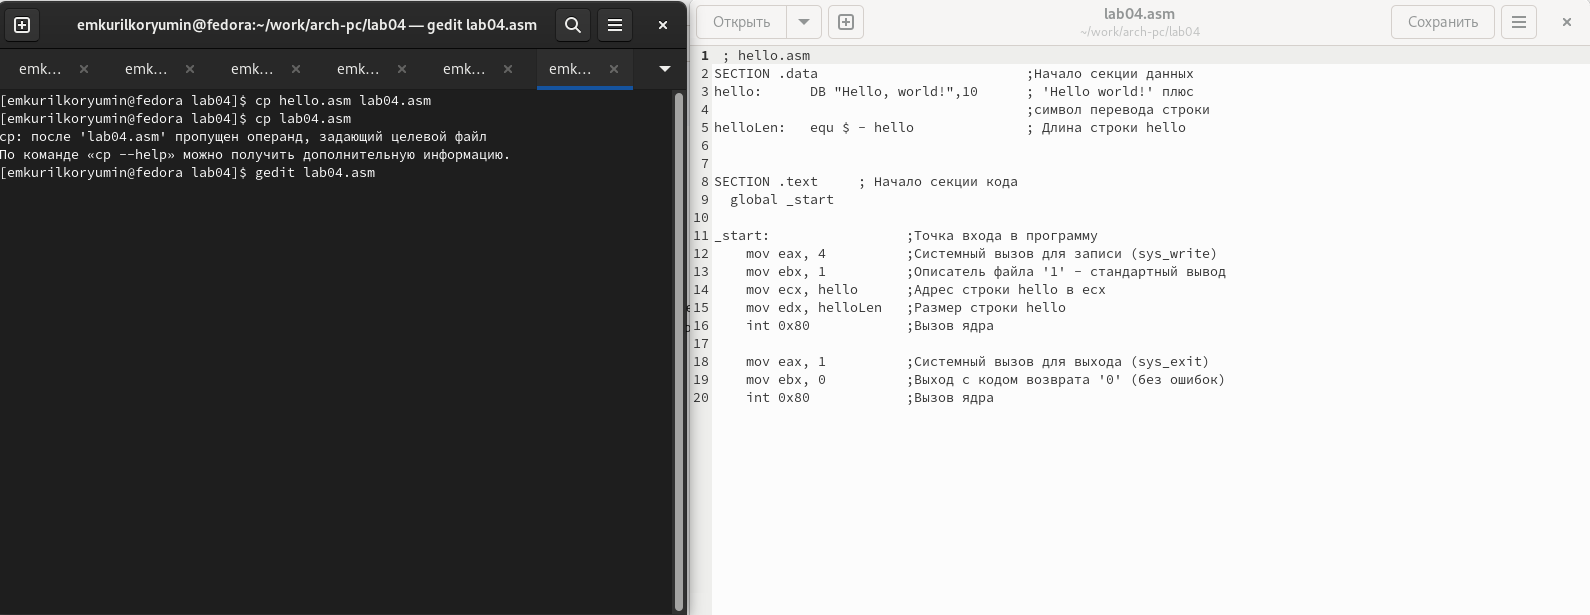 emkurilkoryumin@fedora:~/work/arch-pc/lab04 — gedit lab04.asm
emk... emk... emk... emk... emk... emk...
[emkurilkoryumin@fedora lab04]$ cp hello.asm lab04.asm
[emkurilkoryumin@fedora lab04]$ cp lab04.asm
cp: после 'lab04.asm' пропущен операнд, задающий целевой файл
По команде «cp --help» можно получить дополнительную информацию.
[emkurilkoryumin@fedora lab04]$ gedit lab04.asm
Открыть
lab04.asm
~/work/arch-pc/lab04
Сохранить
1 ; hello.asm
2 SECTION .data ;Начало секции данных
3 hello: DB "Hello, world!",10 ; 'Hello world!' плюс
4 ;символ перевода строки
5 helloLen: equ $ - hello ; Длина строки hello
6
7
8 SECTION .text ; Начало секции кода
9 global _start
10
11 _start: ;Точка входа в программу
12 mov eax, 4 ;Системный вызов для записи (sys_write)
13 mov ebx, 1 ;Описатель файла '1' - стандартный вывод
14 mov ecx, hello ;Адрес строки hello в ecx
15 mov edx, helloLen ;Размер строки hello
16 int 0x80 ;Вызов ядра
17
18 mov eax, 1 ;Системный вызов для выхода (sys_exit)
19 mov ebx, 0 ;Выход с кодом возврата '0' (без ошибок)
20 int 0x80 ;Вызов ядра